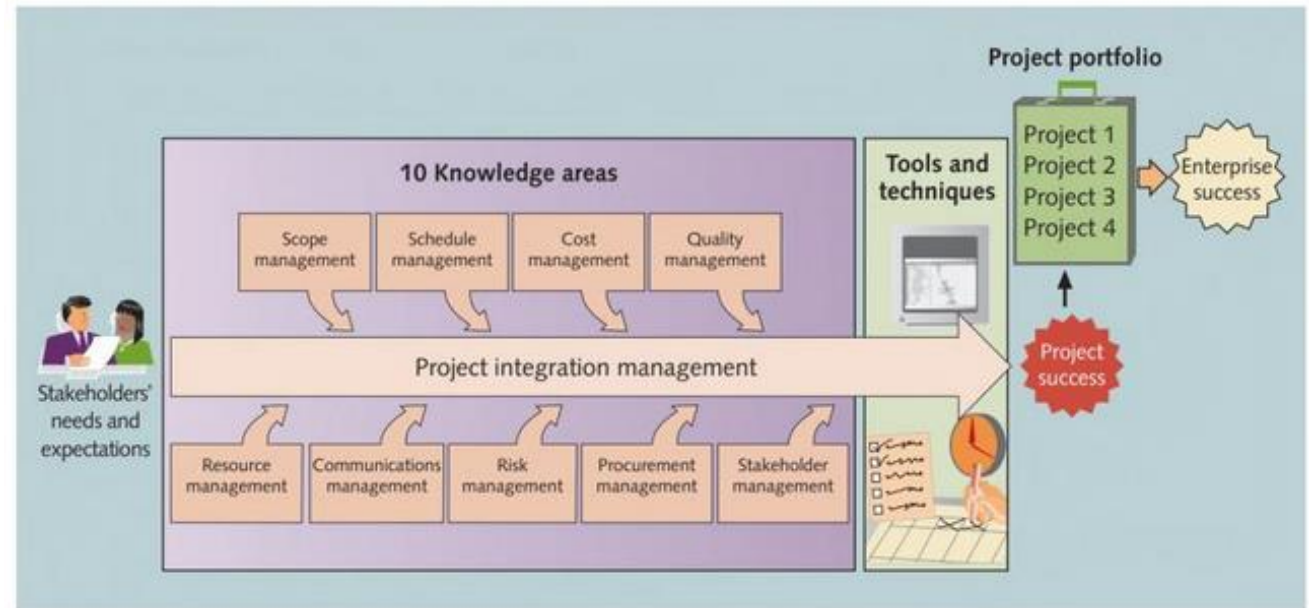 Project portfolio
Project 1
Project 2
Project 3
Project 4
Enterprise
success
10 Knowledge areas
Tools and
techniques
Scope
management
Schedule
management
Cost
management
Quality
management
Stakeholders'
needs and
expectations
Project integration management
Project
success
Resource
management
Communications
management
Risk
management
Procurement
management
Stakeholder
management